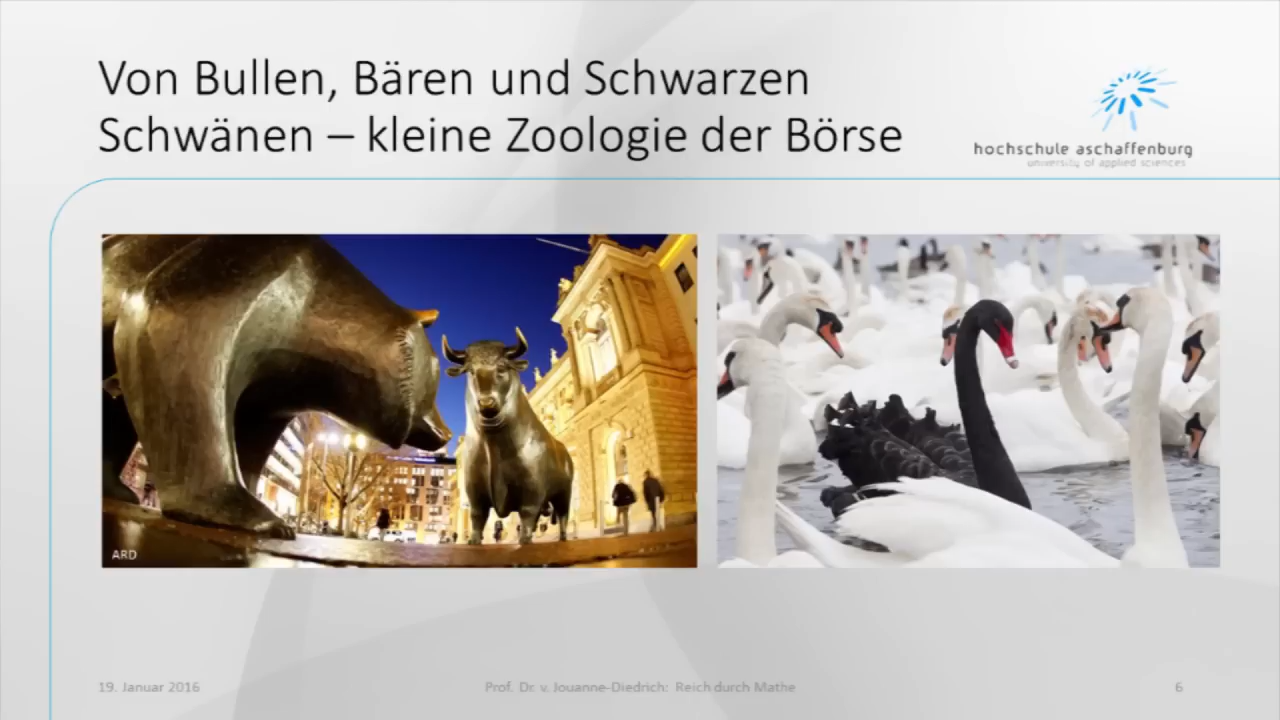 Von Bullen, Bären und Schwarzen
Schwänen – kleine Zoologie der Börse
hochschule aschaffenburg
university of applied sciences
ARD
19. Januar 2016
Prof. Dr. v. Jouanne-Diedrich: Reich durch Mathe
6